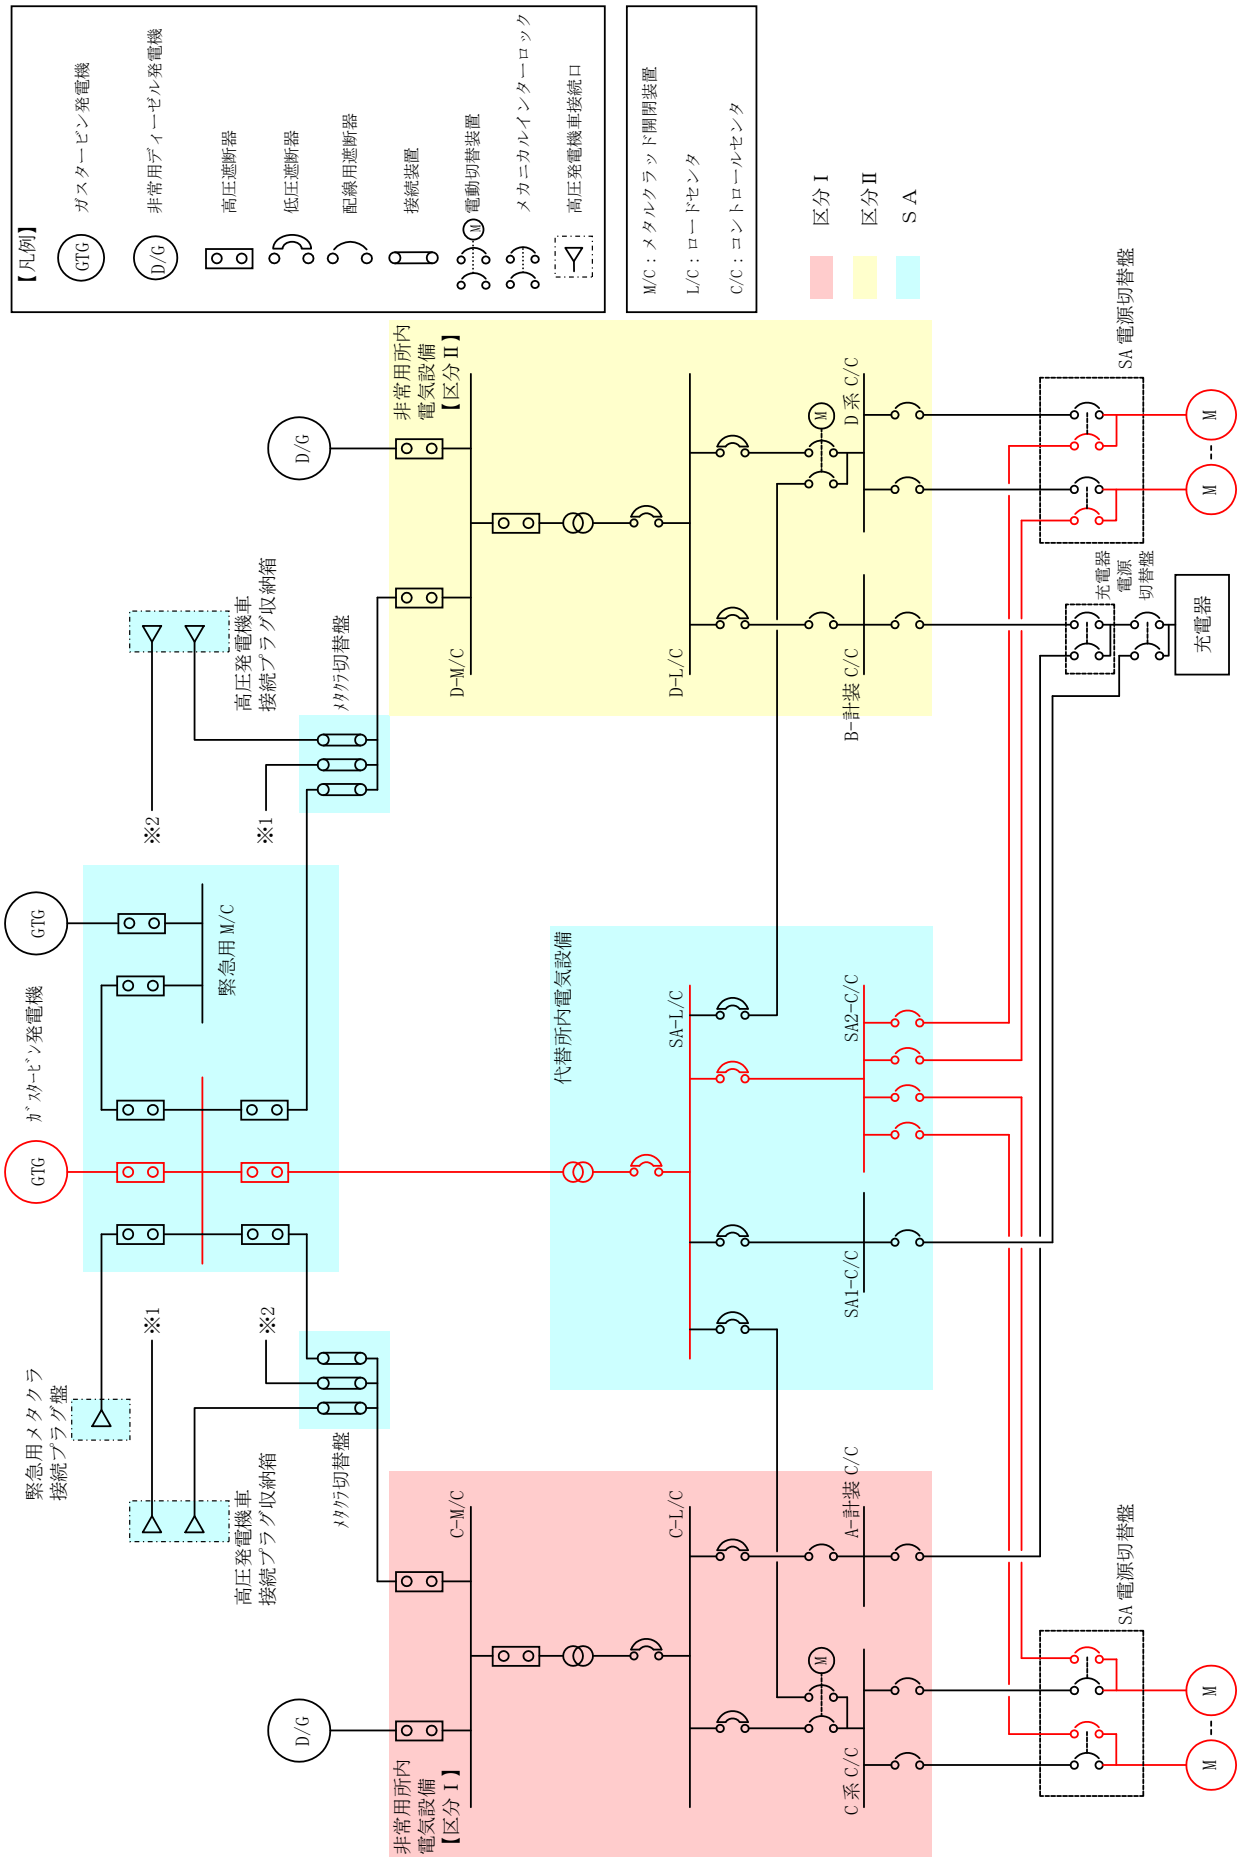 【凡例】
GTG
ガスタービン発電機
D/G
非常用ディーゼル発電機
高圧遮断器
低圧遮断器
配線用遮断器
接続装置
M
電動切替装置
メカニカルインターロック
高圧発電機車接続口
M/C：メタルクラッド開閉装置
L/C：ロードセンタ
C/C：コントロールセンタ
区分Ⅰ
区分Ⅱ
ＳＡ
緊急用メタクラ
接続プラグ盤
GTG
ｶﾞｽﾀｰﾋﾞﾝ発電機
GTG
緊急用 M/C
※1
※2
高圧発電機車
接続プラグ収納箱
ﾒﾀｸﾗ切替盤
※2
※1
高圧発電機車
接続プラグ収納箱
ﾒﾀｸﾗ切替盤
D/G
非常用所内
電気設備
【区分Ⅰ】
C-M/C
C-L/C
M
C 系 C/C
A-計装 C/C
代替所内電気設備
SA-L/C
SA1-C/C
SA2-C/C
D/G
非常用所内
電気設備
【区分Ⅱ】
D-M/C
D-L/C
M
B-計装 C/C
D 系 C/C
SA 電源切替盤
M
M
充電器
電源
切替盤
充電器
SA 電源切替盤
M
M